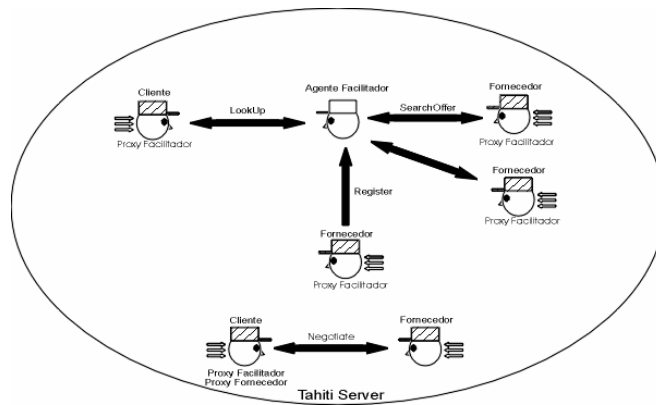 Cliente
Agente Facilitador
Fornecedor
LookUp
SearchOffer
Proxy Facilitador
Proxy Facilitador
Fornecedor
Register
Proxy Facilitador
Fornecedor
Proxy Facilitador
Cliente
Negotiate
Fornecedor
Proxy Facilitador
Proxy Fornecedor
Tahiti Server